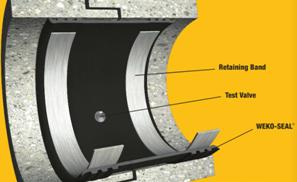 Retaining Band
Test Valve
WEKO-SEAL